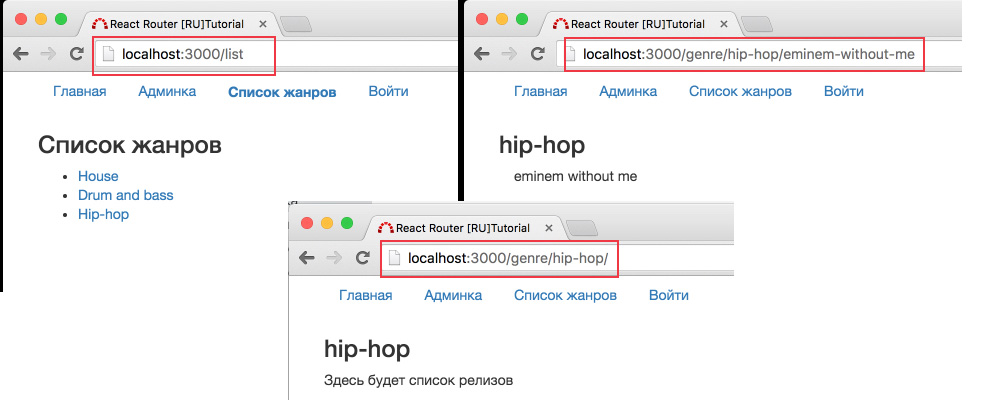 React Router [RU]Tutorial
localhost:3000/list
Главная Админка Список жанров Войти
Список жанров
House
Drum and bass
Hip-hop
React Router [RU]Tutorial
localhost:3000/genre/hip-hop/eminem-without-me
Главная Админка Список жанров Войти
hip-hop
eminem without me
React Router [RU]Tutorial
localhost:3000/genre/hip-hop/
Главная Админка Список жанров Войти
hip-hop
Здесь будет список релизов